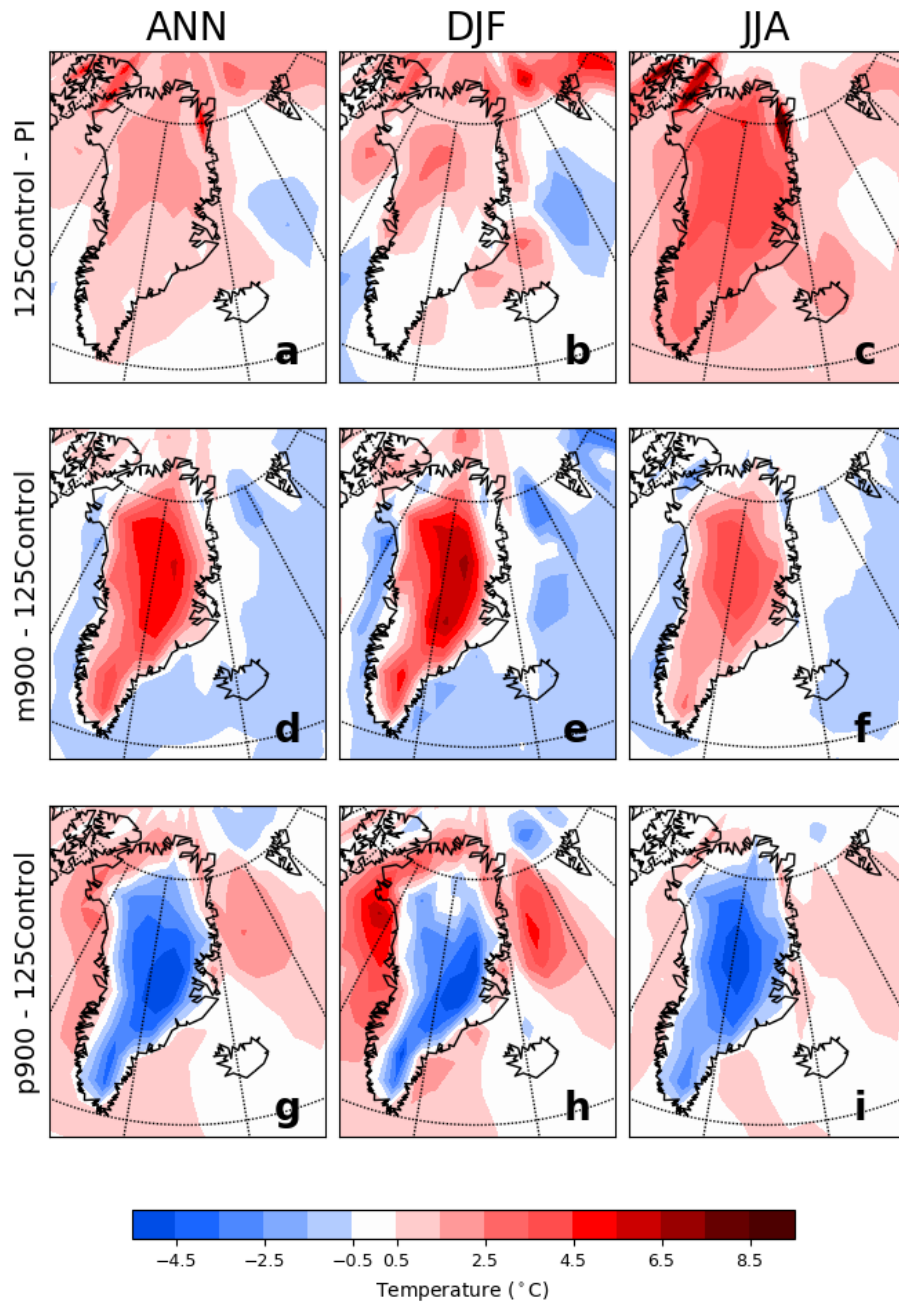 ANN DJF JJA
125Control - PI
a b c
m900 - 125Control
d e f
p900 - 125Control
g h i
−4.5 −2.5 −0.5 0.5 2.5 4.5 6.5 8.5
Temperature (°C)